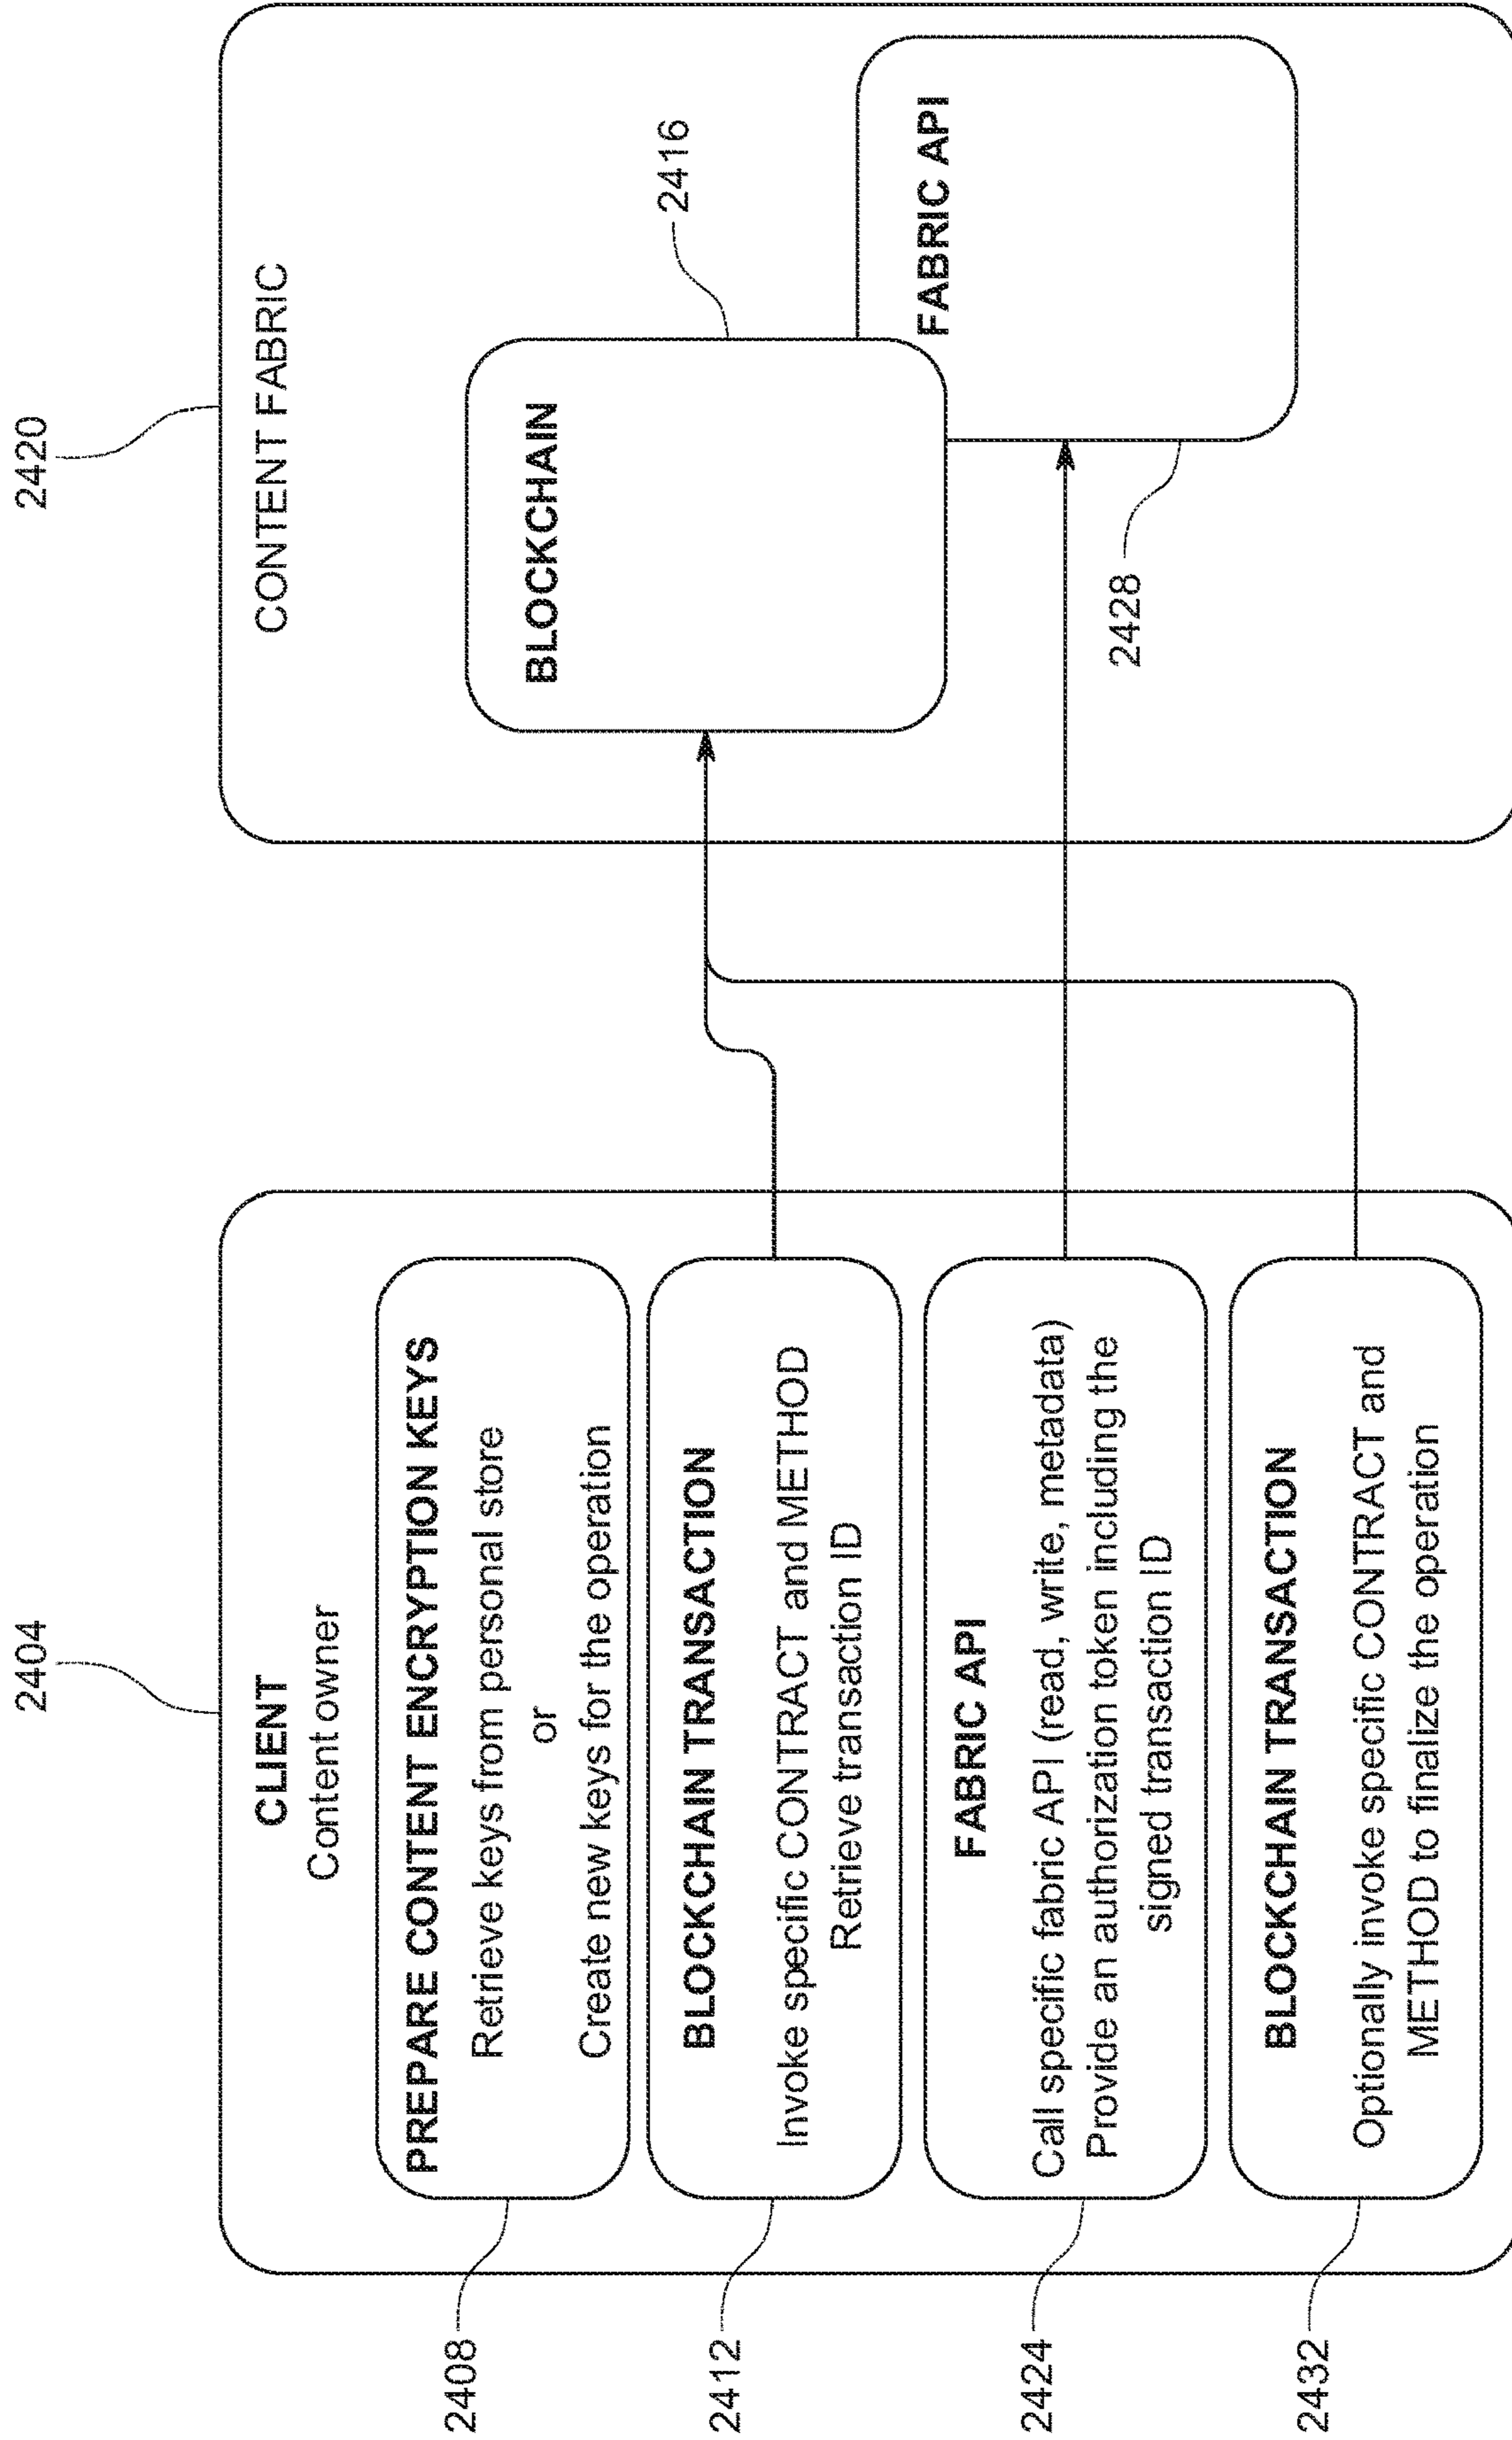 2404
CLIENT
Content owner
2408
PREPARE CONTENT ENCRYPTION KEYS
Retrieve keys from personal store
or
Create new keys for the operation
2412
BLOCKCHAIN TRANSACTION
Invoke specific CONTRACT and METHOD
Retrieve transaction ID
2424
FABRIC API
Call specific fabric API (read, write, metadata)
Provide an authorization token including the
signed transaction ID
2432
BLOCKCHAIN TRANSACTION
Optionally invoke specific CONTRACT and
METHOD to finalize the operation
2420
CONTENT FABRIC
BLOCKCHAIN
2416
FABRIC API
2428